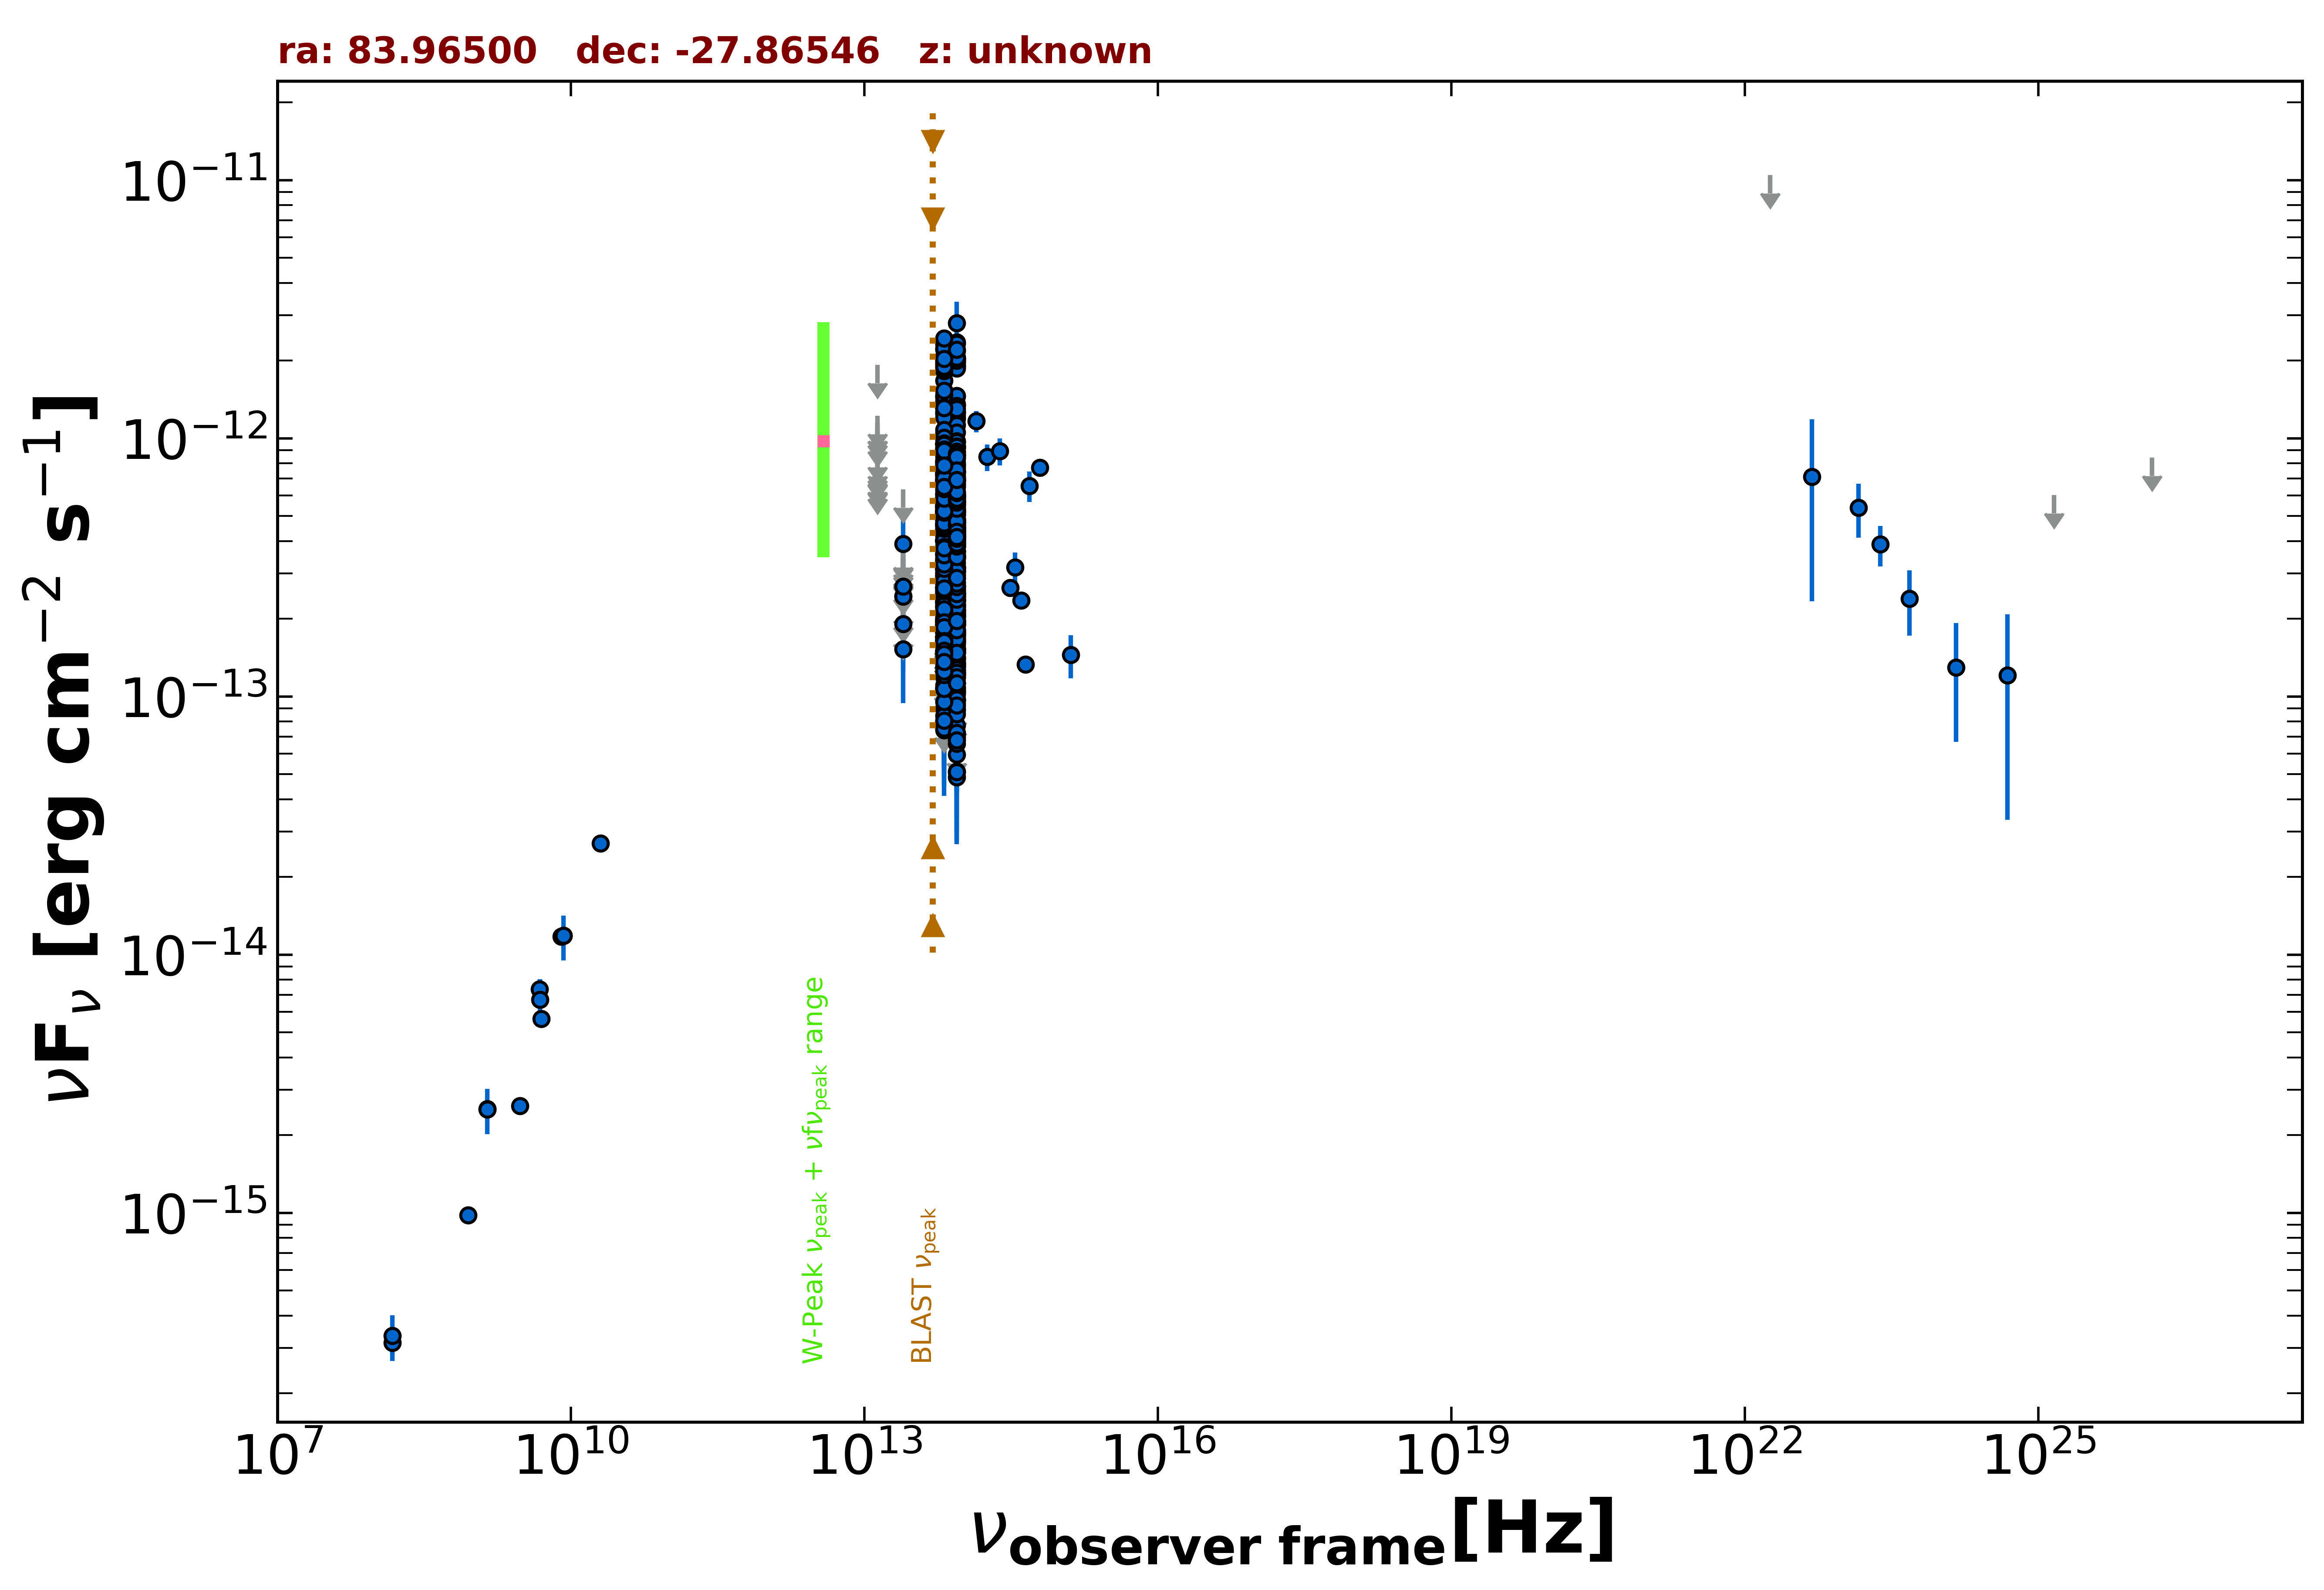 ra: 83.96500   dec: -27.86546   z: unknown
νFν [erg cm⁻² s⁻¹]
10⁻¹¹
10⁻¹²
10⁻¹³
10⁻¹⁴
10⁻¹⁵
W-Peak νpeak + νfνpeak range
BLAST νpeak
10⁷ 10¹⁰ 10¹³ 10¹⁶ 10¹⁹ 10²² 10²⁵
νobserver frame[Hz]